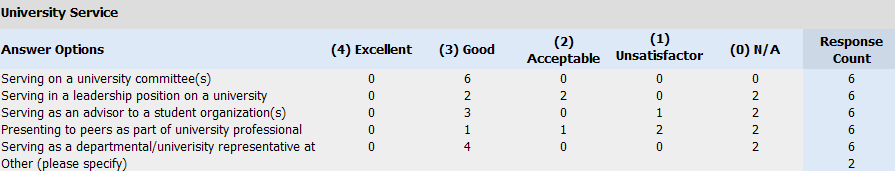 University Service
Answer Options (4) Excellent (3) Good (2) Acceptable (1) Unsatisfactor (0) N/A Response Count
Serving on a university committee(s) 0 6 0 0 0 6
Serving in a leadership position on a university 0 2 2 0 2 6
Serving as an advisor to a student organization(s) 0 3 0 1 2 6
Presenting to peers as part of university professional 0 1 1 2 2 6
Serving as a departmental/univerisity representative at 0 4 0 0 2 6
Other (please specify) 2